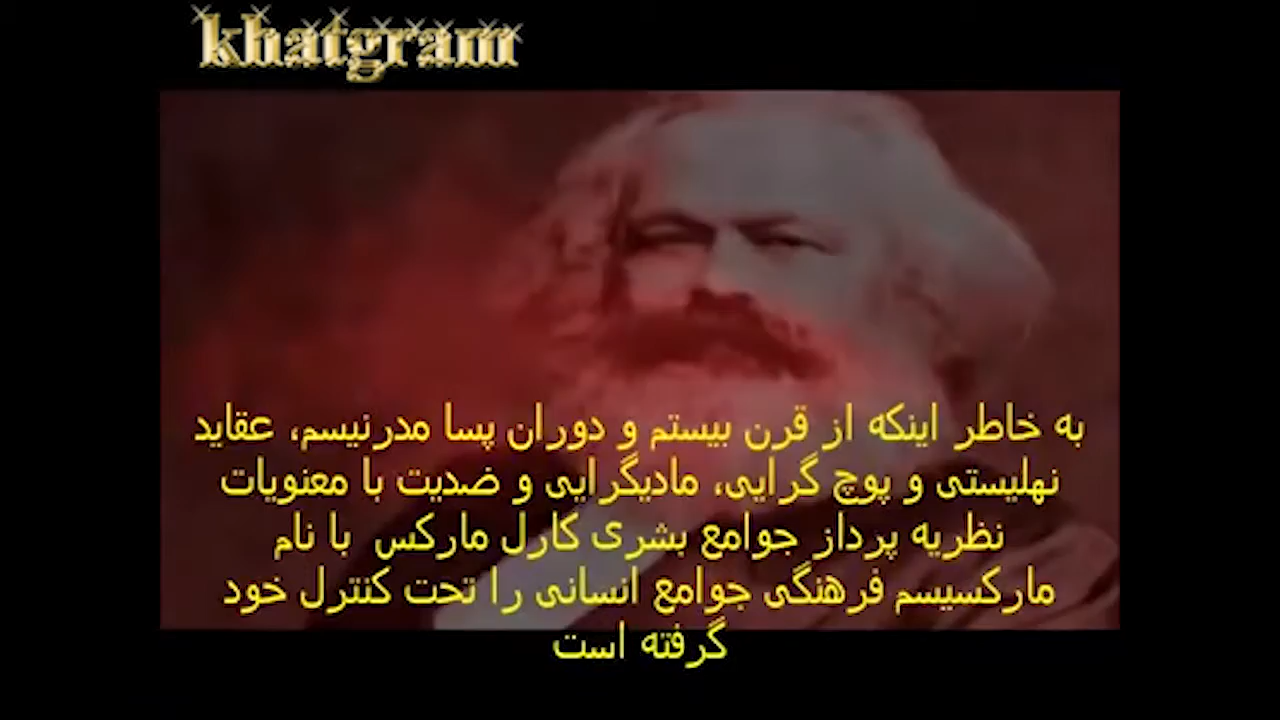 khatgram
به خاطر اینکه از قرن بیستم و دوران پسا مدرنیسم، عقاید
نهلیستی و پوچ گرایی، مادیگرایی و ضدیت با معنویات
نظریه پرداز جوامع بشری کارل مارکس با نام
مارکسیسم فرهنگی جوامع انسانی را تحت کنترل خود
گرفته است